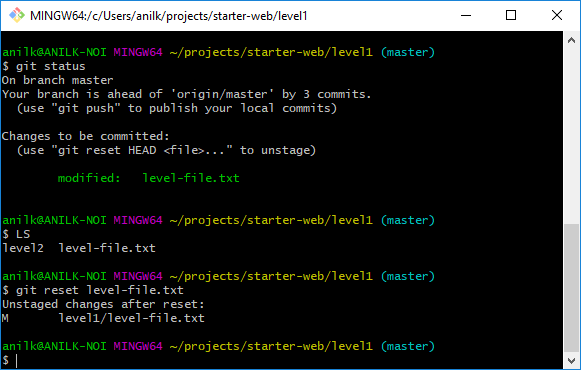 MINGW64:/c/Users/anilk/projects/starter-web/level1
anilk@ANILK-NOI MINGW64 ~/projects/starter-web/level1 (master)
$ git status
On branch master
Your branch is ahead of 'origin/master' by 3 commits.
  (use "git push" to publish your local commits)
Changes to be committed:
  (use "git reset HEAD <file>..." to unstage)
        modified:   level-file.txt
anilk@ANILK-NOI MINGW64 ~/projects/starter-web/level1 (master)
$ LS
level2  level-file.txt
anilk@ANILK-NOI MINGW64 ~/projects/starter-web/level1 (master)
$ git reset level-file.txt
Unstaged changes after reset:
M       level1/level-file.txt
anilk@ANILK-NOI MINGW64 ~/projects/starter-web/level1 (master)
$